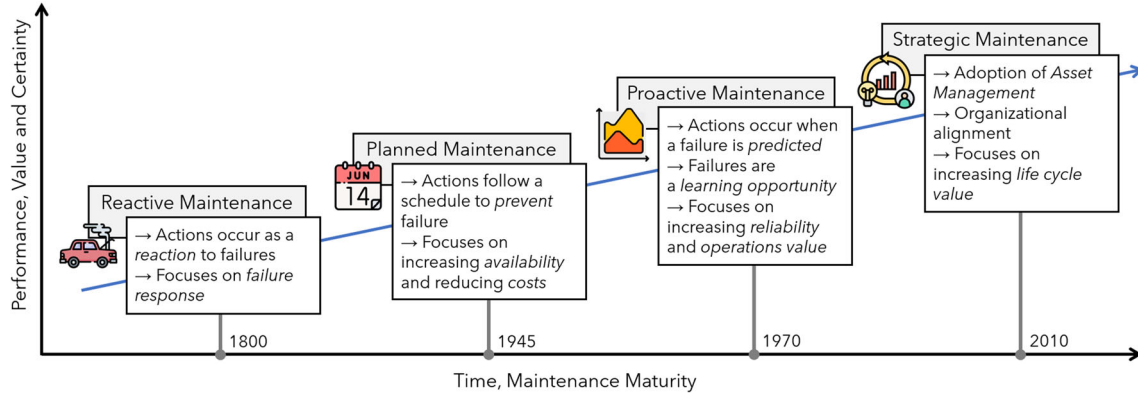 Performance, Value and Certainty
Reactive Maintenance
→ Actions occur as a
reaction to failures
→ Focuses on failure
response
1800
Planned Maintenance
JUN
14
→ Actions follow a
schedule to prevent
failure
→ Focuses on
increasing availability
and reducing costs
1945
Proactive Maintenance
→ Actions occur when
a failure is predicted
→ Failures are
a learning opportunity
→ Focuses on
increasing reliability
and operations value
1970
Strategic Maintenance
→ Adoption of Asset
Management
→ Organizational
alignment
→ Focuses on
increasing life cycle
value
2010
Time, Maintenance Maturity